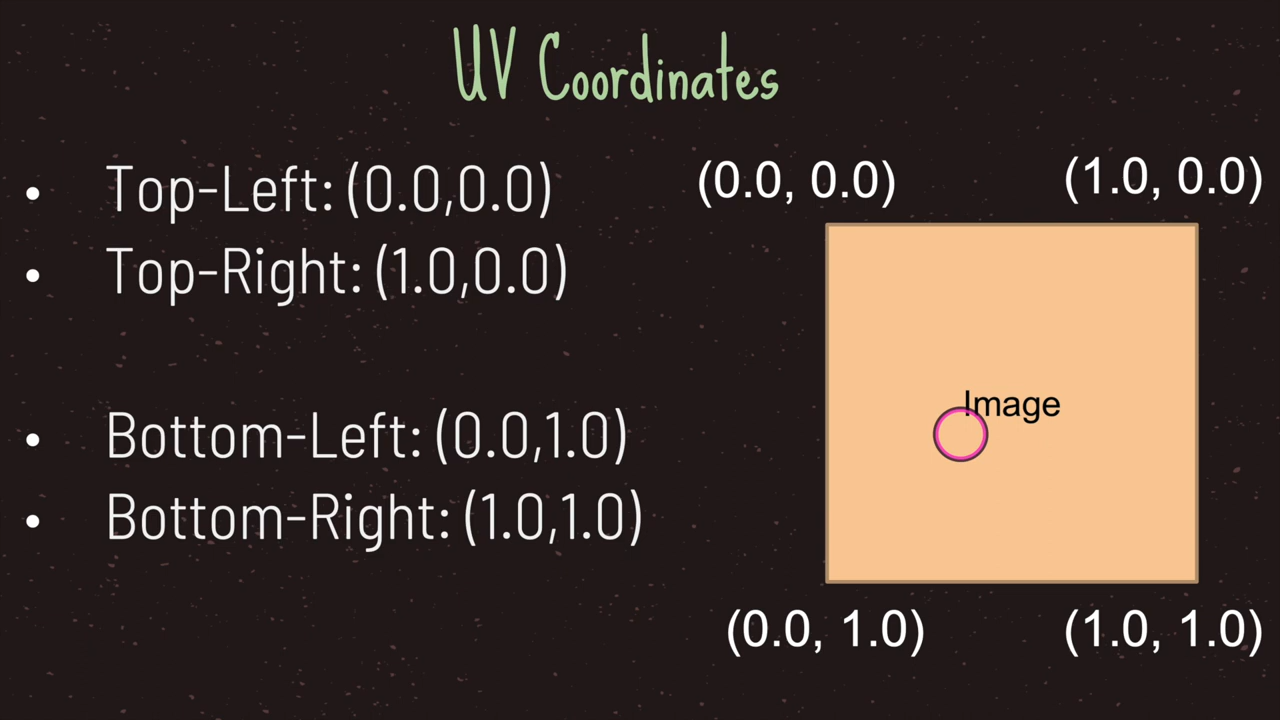 UV Coordinates
• Top-Left: (0.0,0.0)
• Top-Right: (1.0,0.0)
• Bottom-Left: (0.0,1.0)
• Bottom-Right: (1.0,1.0)
(0.0, 0.0)
(1.0, 0.0)
Image
(0.0, 1.0)
(1.0, 1.0)